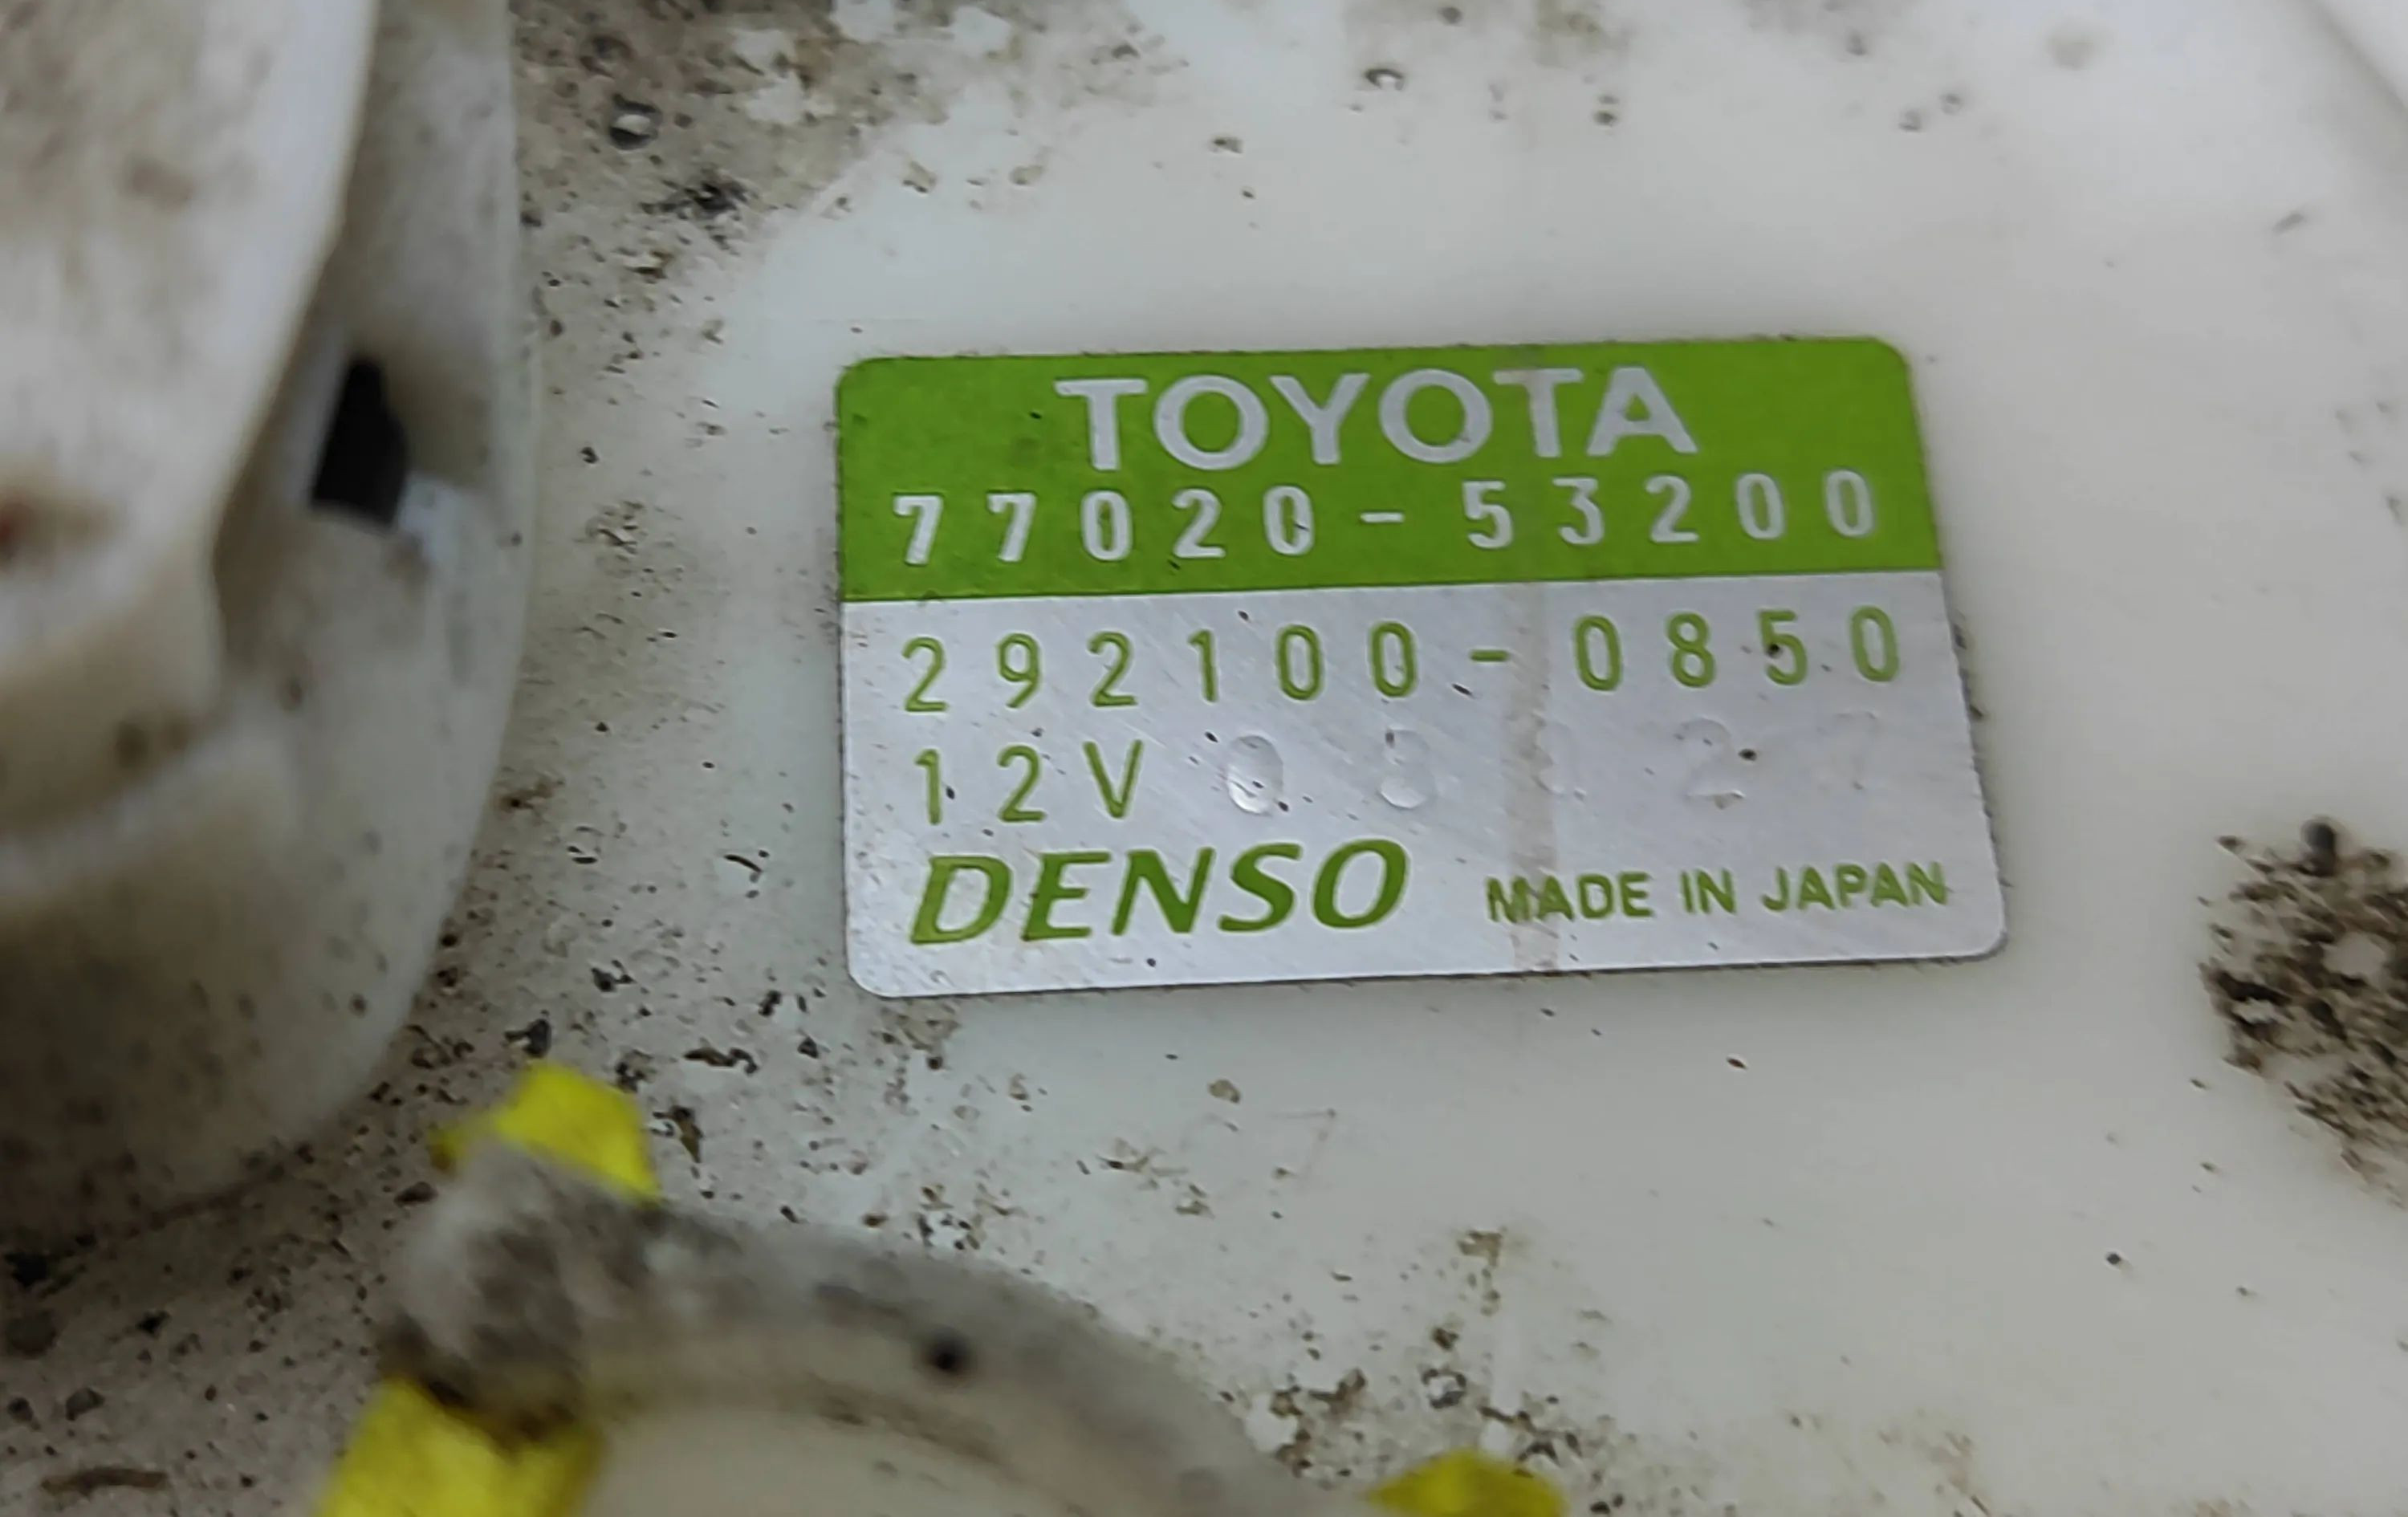 TOYOTA
77020-53200
292100-0850
12V
DENSO MADE IN JAPAN